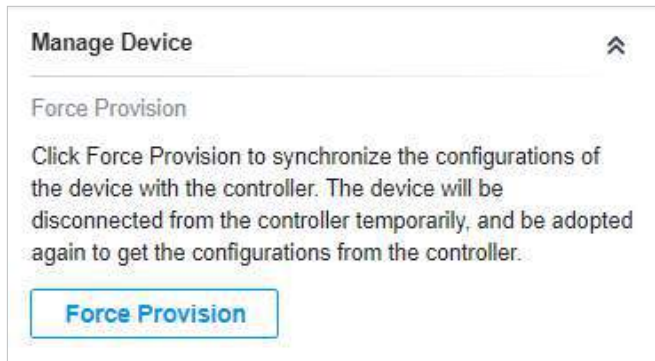 Manage Device
Force Provision
Click Force Provision to synchronize the configurations of
the device with the controller. The device will be
disconnected from the controller temporarily, and be adopted
again to get the configurations from the controller.
Force Provision